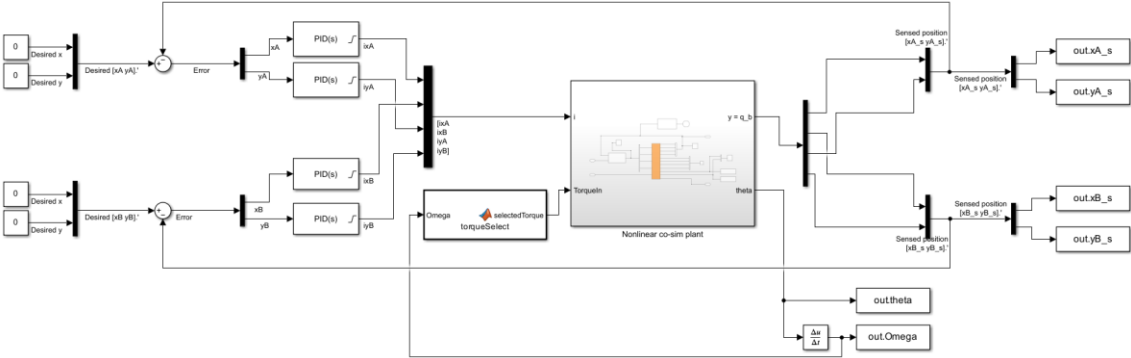 0
Desired x
0
Desired y
Desired [xA yA].'
Error
xA
yA
PID(s)
ixA
PID(s)
iyA
[ixA
ixB
iyA
iyB]
0
Desired x
0
Desired y
Desired [xB yB].'
Error
xB
yB
PID(s)
ixB
PID(s)
iyB
Omega
selectedTorque
torqueSelect
i
TorqueIn
y = q_b
theta
Nonlinear co-sim plant
Sensed position
[xA_s yA_s].'
Sensed position
[xA_s yA_s].'
out.xA_s
out.yA_s
Sensed position
[xB_s yB_s].'
Sensed position
[xB_s yB_s].'
out.xB_s
out.yB_s
out.theta
Δu
Δt
out.Omega